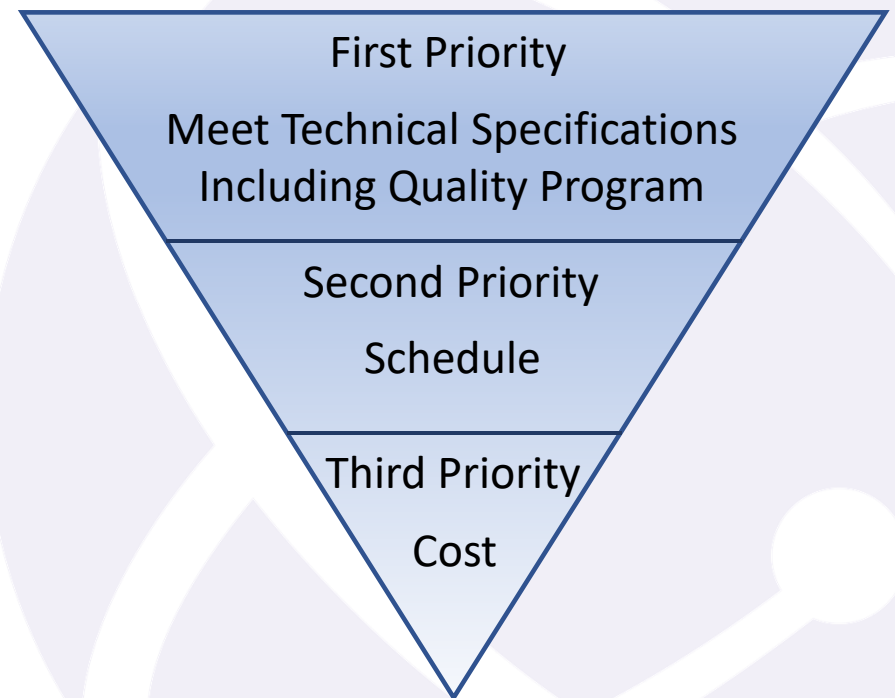 First Priority
Meet Technical Specifications
Including Quality Program
Second Priority
Schedule
Third Priority
Cost